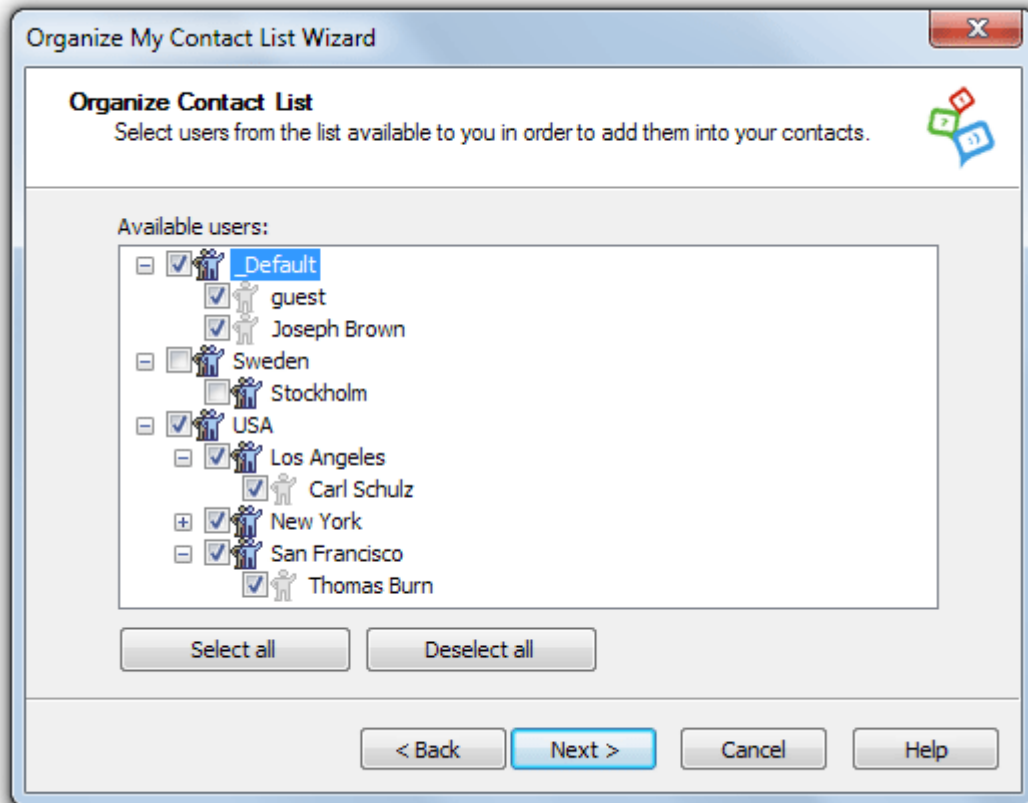 Organize My Contact List Wizard
Organize Contact List
Select users from the list available to you in order to add them into your contacts.
Available users:
_Default
guest
Joseph Brown
Sweden
Stockholm
USA
Los Angeles
Carl Schulz
New York
San Francisco
Thomas Burn
Select all Deselect all
< Back Next > Cancel Help